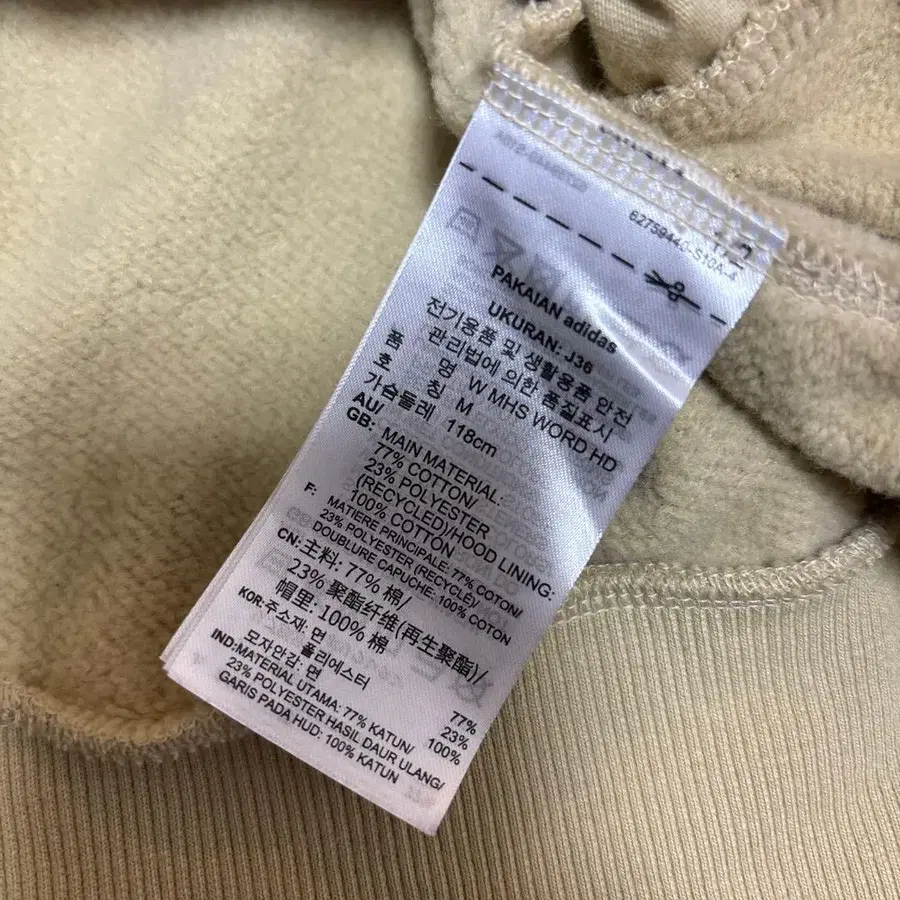 62759440-S10A-4
PAKAIAN adidas
UKURAN: J36
전기용품 및 생활용품 안전
관리법에 의한 품질표시
품 명 W MHS WORD HD
호 칭 M
가슴둘레 118cm
AU/
GB: MAIN MATERIAL:
77% COTTON/
23% POLYESTER
(RECYCLED)/HOOD LINING:
100% COTTON
F: MATIERE PRINCIPALE: 77% COTON/
23% POLYESTER (RECYCLÉ)/
DOUBLURE CAPUCHE: 100% COTON
CN: 主料: 77% 棉/
23% 聚酯纤维(再生聚酯)/
帽里: 100% 棉
KOR: 주소재: 면 77%
폴리에스터 23%
모자안감: 면 100%
IND:MATERIAL UTAMA: 77% KATUN/
23% POLYESTER HASIL DAUR ULANG/
GARIS PADA HUD: 100% KATUN